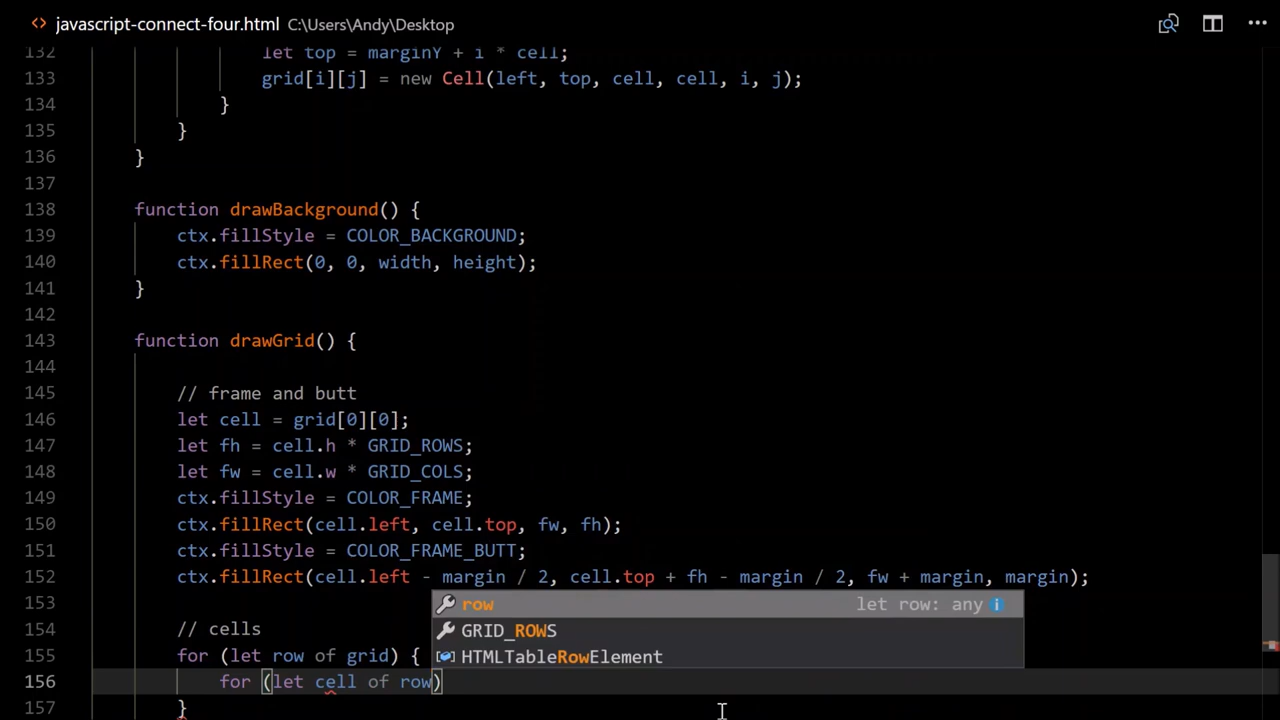 javascript-connect-four.html C:\Users\Andy\Desktop
132 let top = marginY + i * cell;
133 grid[i][j] = new Cell(left, top, cell, cell, i, j);
134 }
135 }
136 }
137
138 function drawBackground() {
139 ctx.fillStyle = COLOR_BACKGROUND;
140 ctx.fillRect(0, 0, width, height);
141 }
142
143 function drawGrid() {
144
145 // frame and butt
146 let cell = grid[0][0];
147 let fh = cell.h * GRID_ROWS;
148 let fw = cell.w * GRID_COLS;
149 ctx.fillStyle = COLOR_FRAME;
150 ctx.fillRect(cell.left, cell.top, fw, fh);
151 ctx.fillStyle = COLOR_FRAME_BUTT;
152 ctx.fillRect(cell.left - margin / 2, cell.top + fh - margin / 2, fw + margin, margin);
153
row let row: any
154 // cells
GRID_ROWS
155 for (let row of grid) {
HTMLTableRowElement
156 for (let cell of row)
157 }